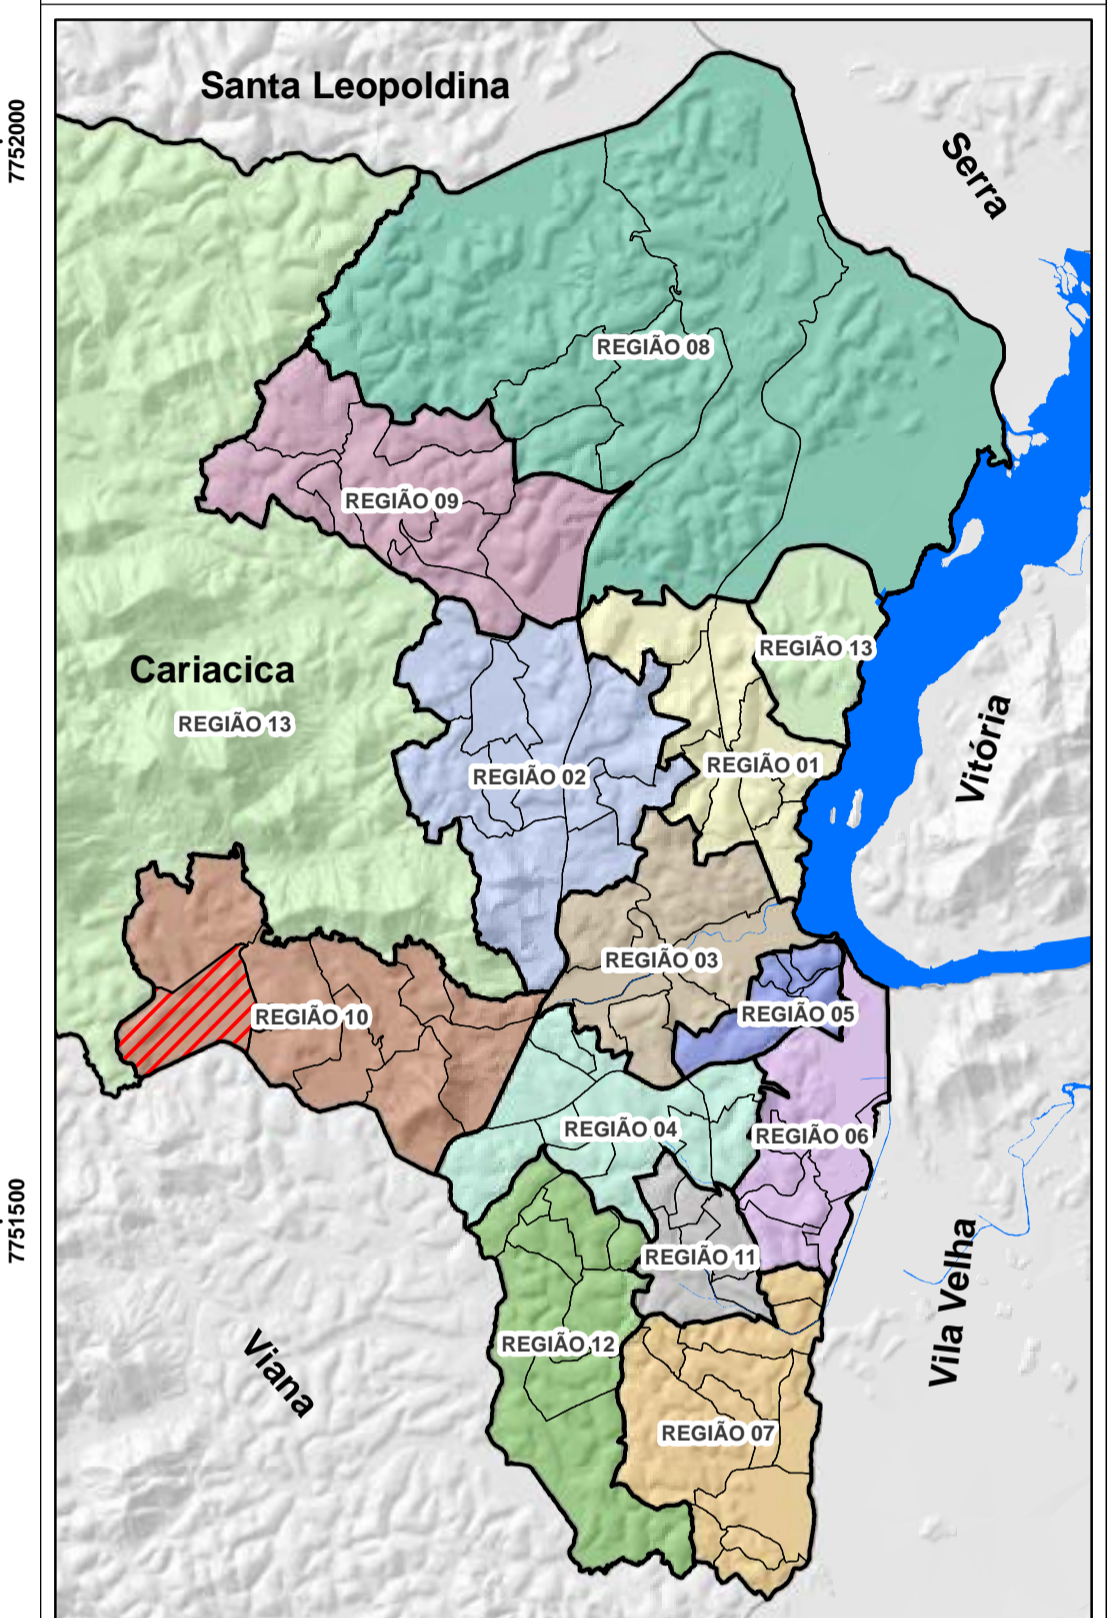 7752000
Santa Leopoldina
Serra
REGIÃO 08
REGIÃO 09
REGIÃO 13
Cariacica
REGIÃO 13
Vitória
REGIÃO 01
REGIÃO 02
REGIÃO 03
REGIÃO 05
REGIÃO 10
REGIÃO 04
REGIÃO 06
7751500
REGIÃO 11
Vila Velha
REGIÃO 12
Viana
REGIÃO 07